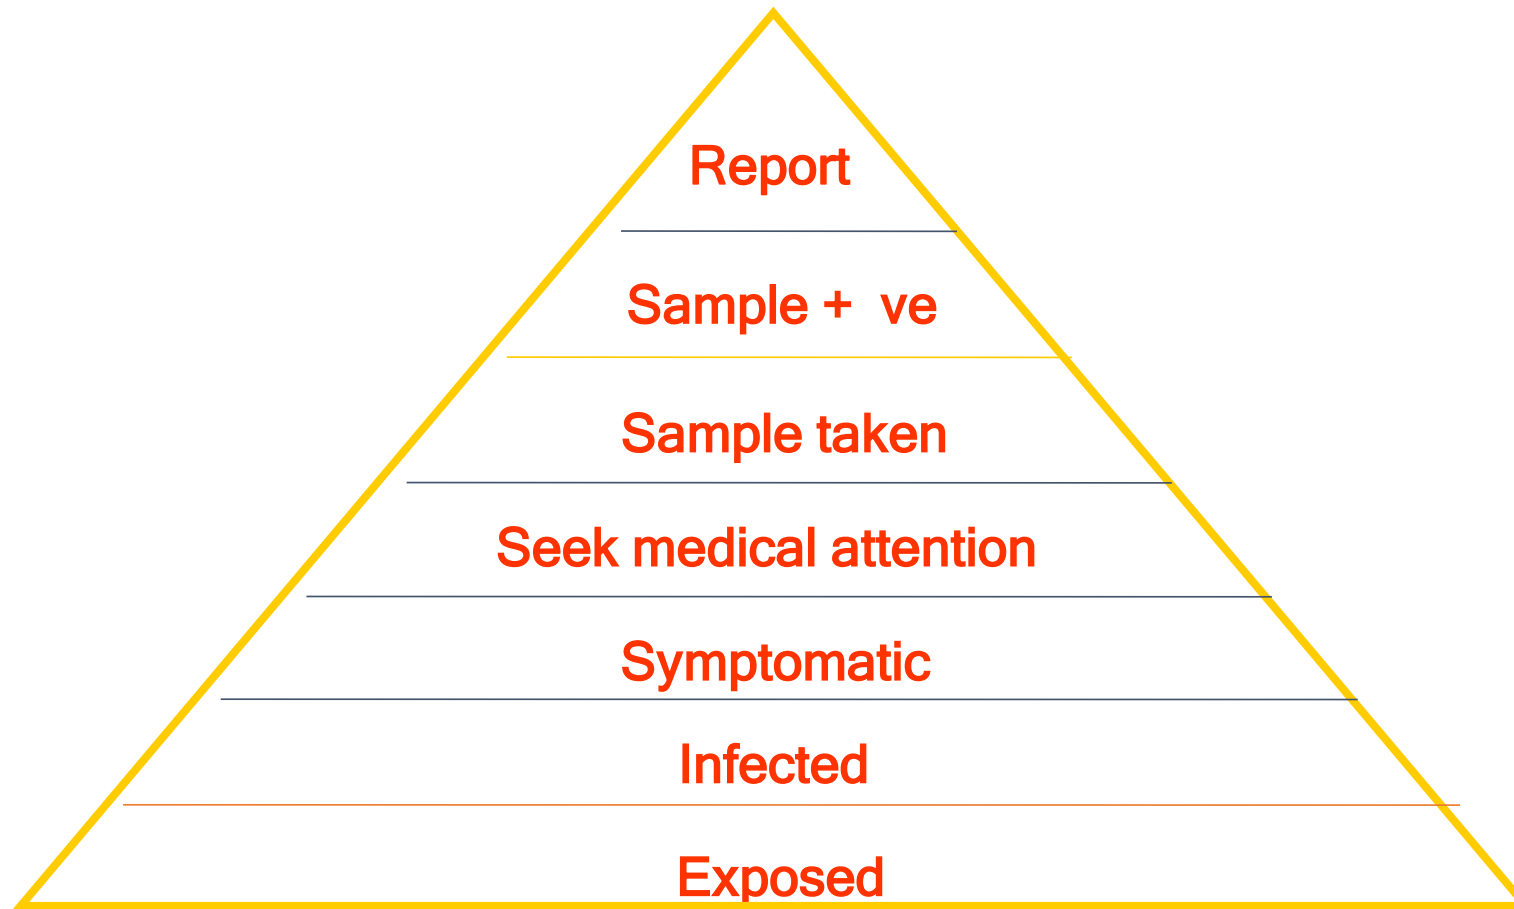 Report
Sample +  ve
Sample taken
Seek medical attention
Symptomatic
Infected
Exposed